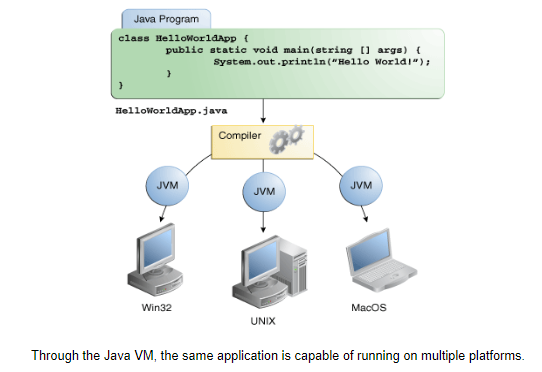 Java Program
class HelloWorldApp {
public static void main(string [] args) {
System.out.println("Hello World!");
}
}
HelloWorldApp.java
Compiler
JVM
JVM
JVM
Win32
UNIX
MacOS
Through the Java VM, the same application is capable of running on multiple platforms.